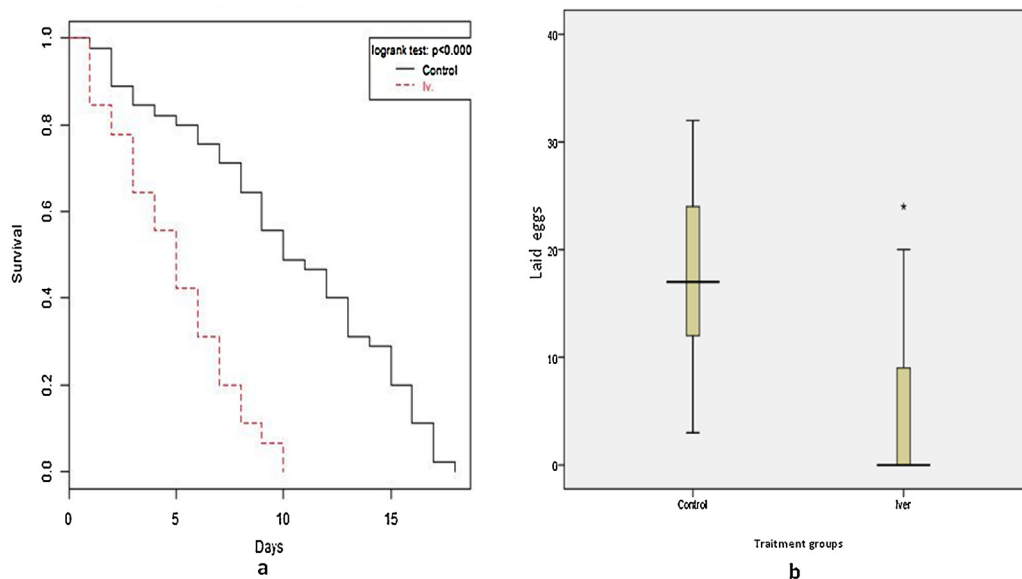 logrank test: p<0.000
Control
Iv.
Survival
1.0
0.8
0.6
0.4
0.2
0.0
0 5 10 15
Days
a
Laid eggs
40
30
20
10
0
Control Iver
Traitment groups
b